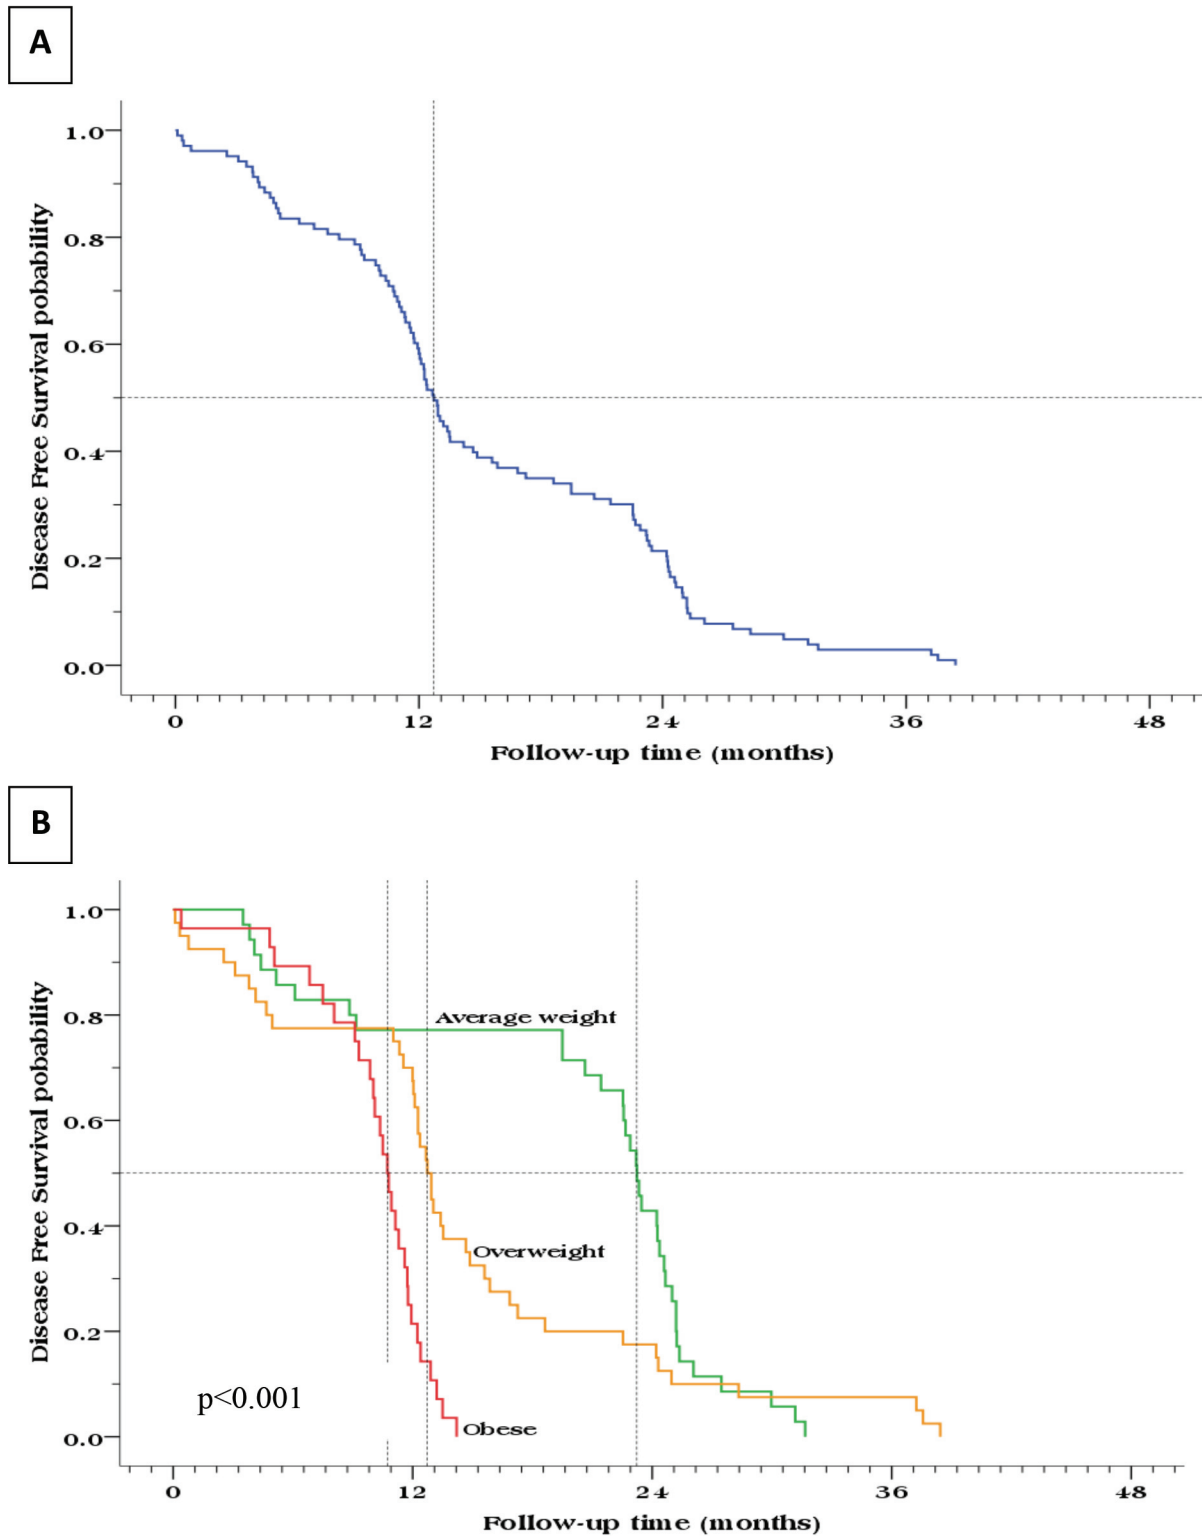 A
Disease Free Survival pobability
1.0
0.8
0.6
0.4
0.2
0.0
0 12 24 36 48
Follow-up time (months)
B
Disease Free Survival pobability
1.0
0.8
0.6
0.4
0.2
0.0
Average weight
Overweight
p<0.001
Obese
0 12 24 36 48
Follow-up time (months)